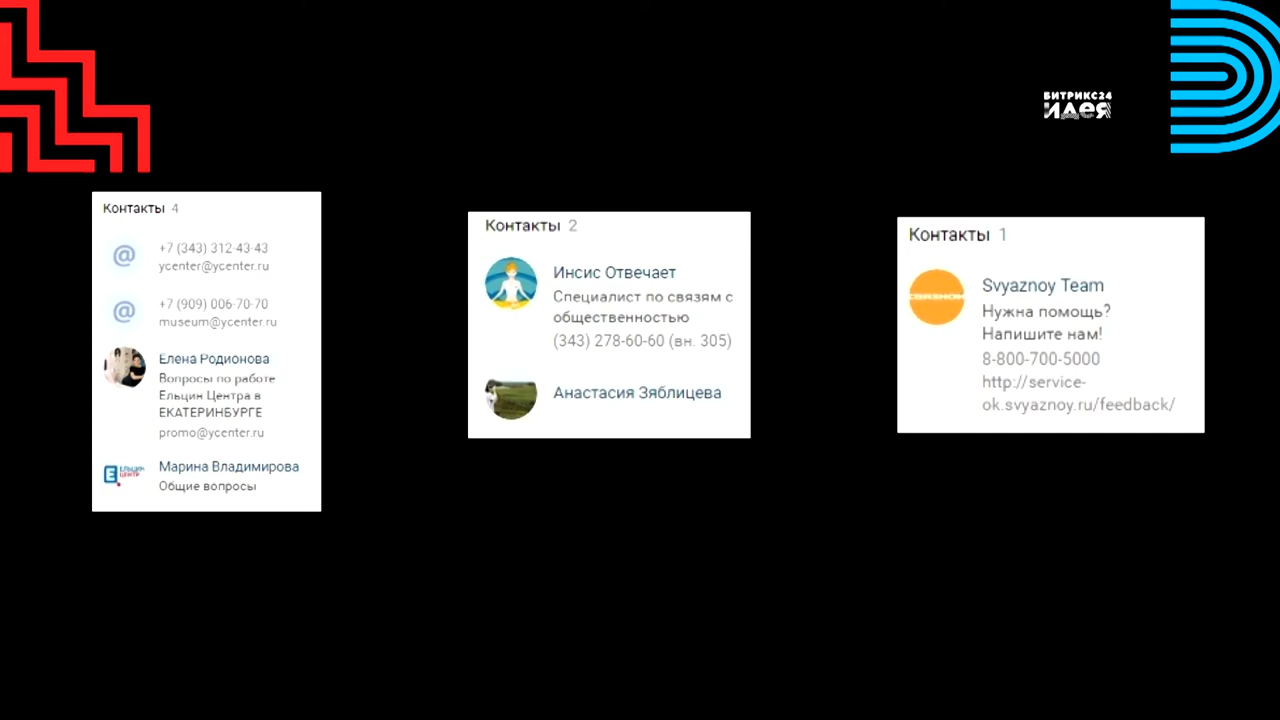 БИТРИКС24
идея
Контакты 4
+7 (343) 312-43-43
ycenter@ycenter.ru
+7 (909) 006-70-70
museum@ycenter.ru
Елена Родионова
Вопросы по работе
Ельцин Центра в
ЕКАТЕРИНБУРГЕ
promo@ycenter.ru
ЕЛЬЦИН
ЦЕНТР
Марина Владимирова
Общие вопросы
Контакты 2
Инсис Отвечает
Специалист по связям с
общественностью
(343) 278-60-60 (вн. 305)
Анастасия Зяблицева
Контакты 1
СВЯЗНОЙ
Svyaznoy Team
Нужна помощь?
Напишите нам!
8-800-700-5000
http://service-
ok.svyaznoy.ru/feedback/